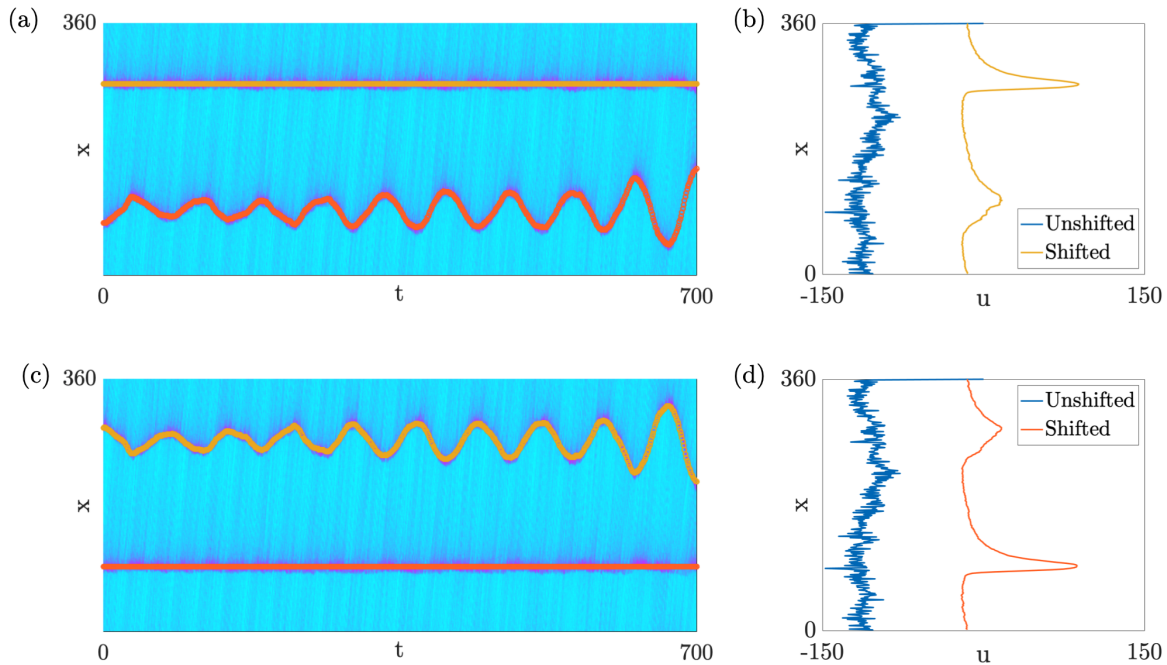 (a)
360
x
0
t
700
(b)
360
x
0
-150
u
150
Unshifted
Shifted
(c)
360
x
0
t
700
(d)
360
x
0
-150
u
150
Unshifted
Shifted